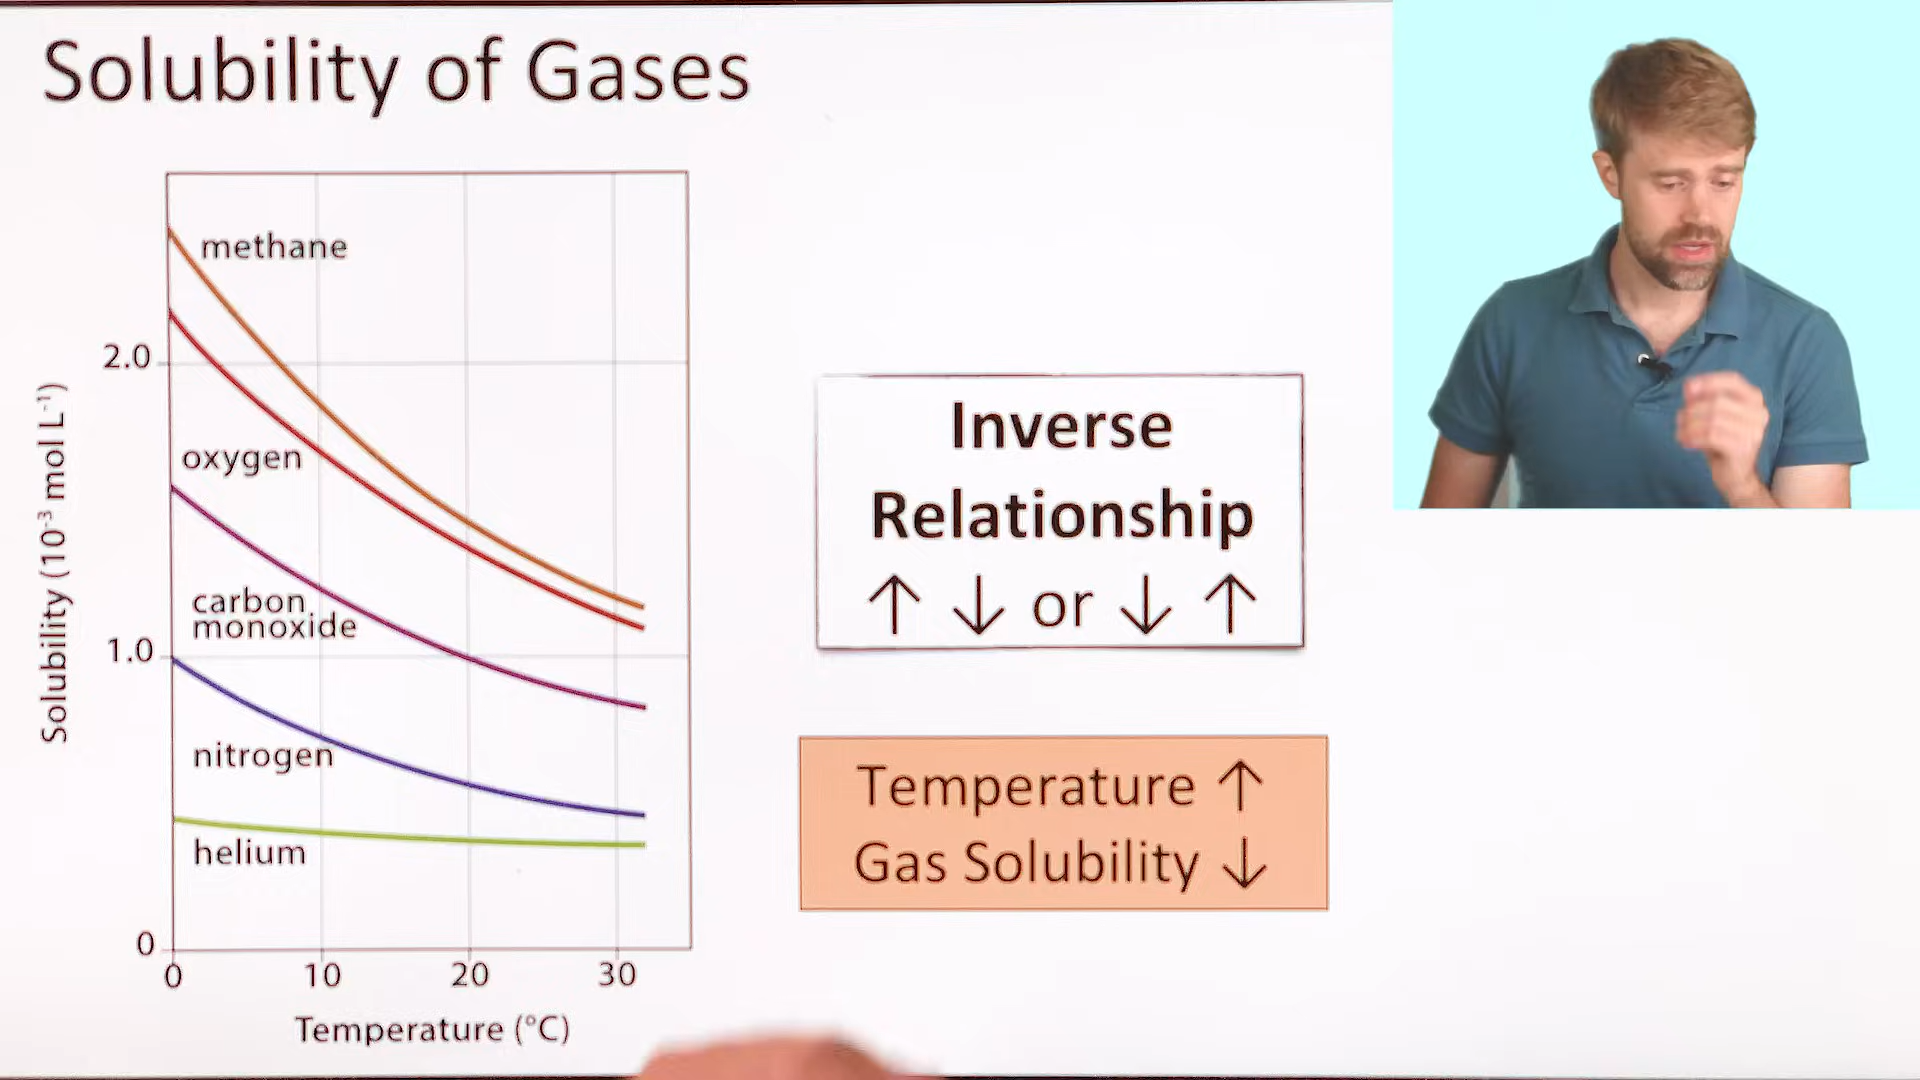 Solubility of Gases
methane
oxygen
carbon
monoxide
nitrogen
helium
Solubility (10⁻³ mol L⁻¹)
2.0
1.0
0
0 10 20 30
Temperature (°C)
Inverse
Relationship
↑ ↓ or ↓ ↑
Temperature ↑
Gas Solubility ↓